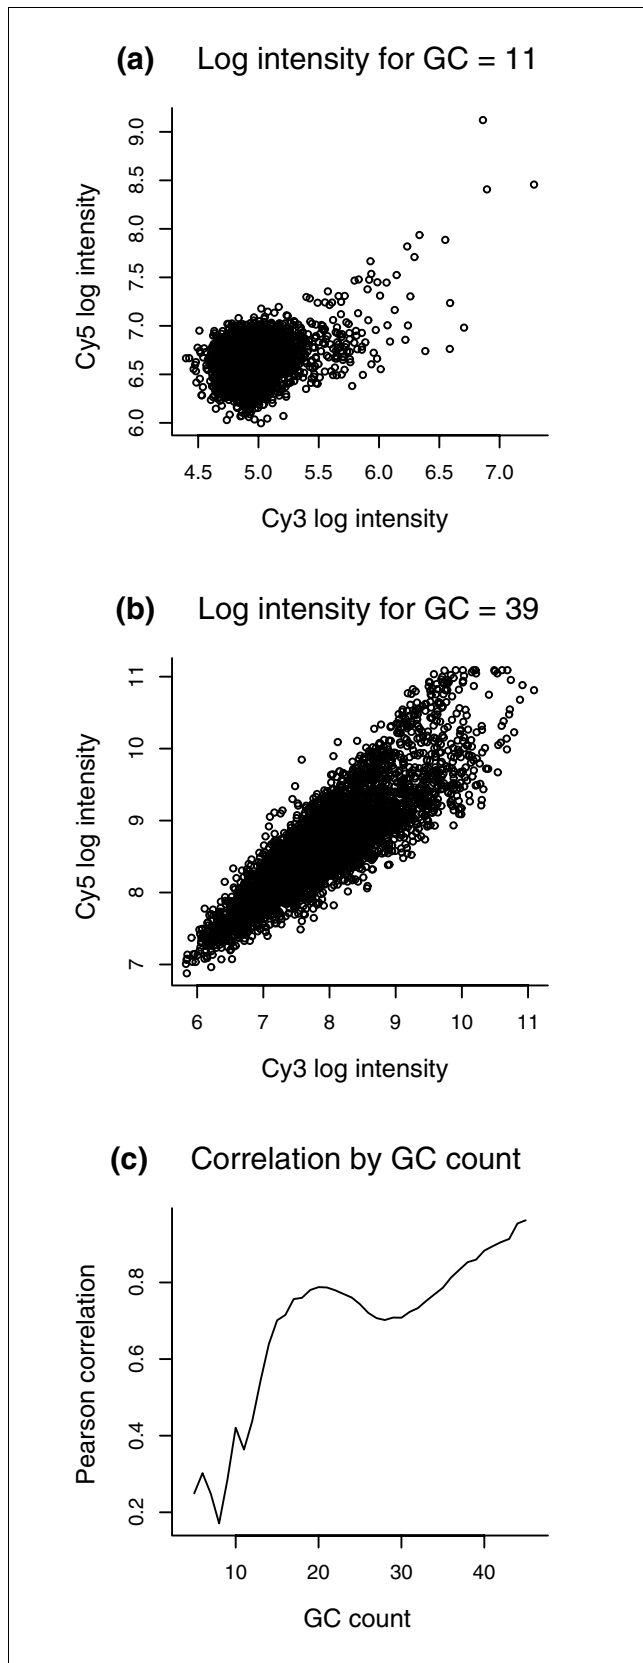 (a) Log intensity for GC = 11
9.0
8.5
8.0
7.5
7.0
6.5
6.0
Cy5 log intensity
4.5 5.0 5.5 6.0 6.5 7.0
Cy3 log intensity
(b) Log intensity for GC = 39
11
10
9
8
7
Cy5 log intensity
6 7 8 9 10 11
Cy3 log intensity
(c) Correlation by GC count
0.8
0.6
0.4
0.2
Pearson correlation
10 20 30 40
GC count